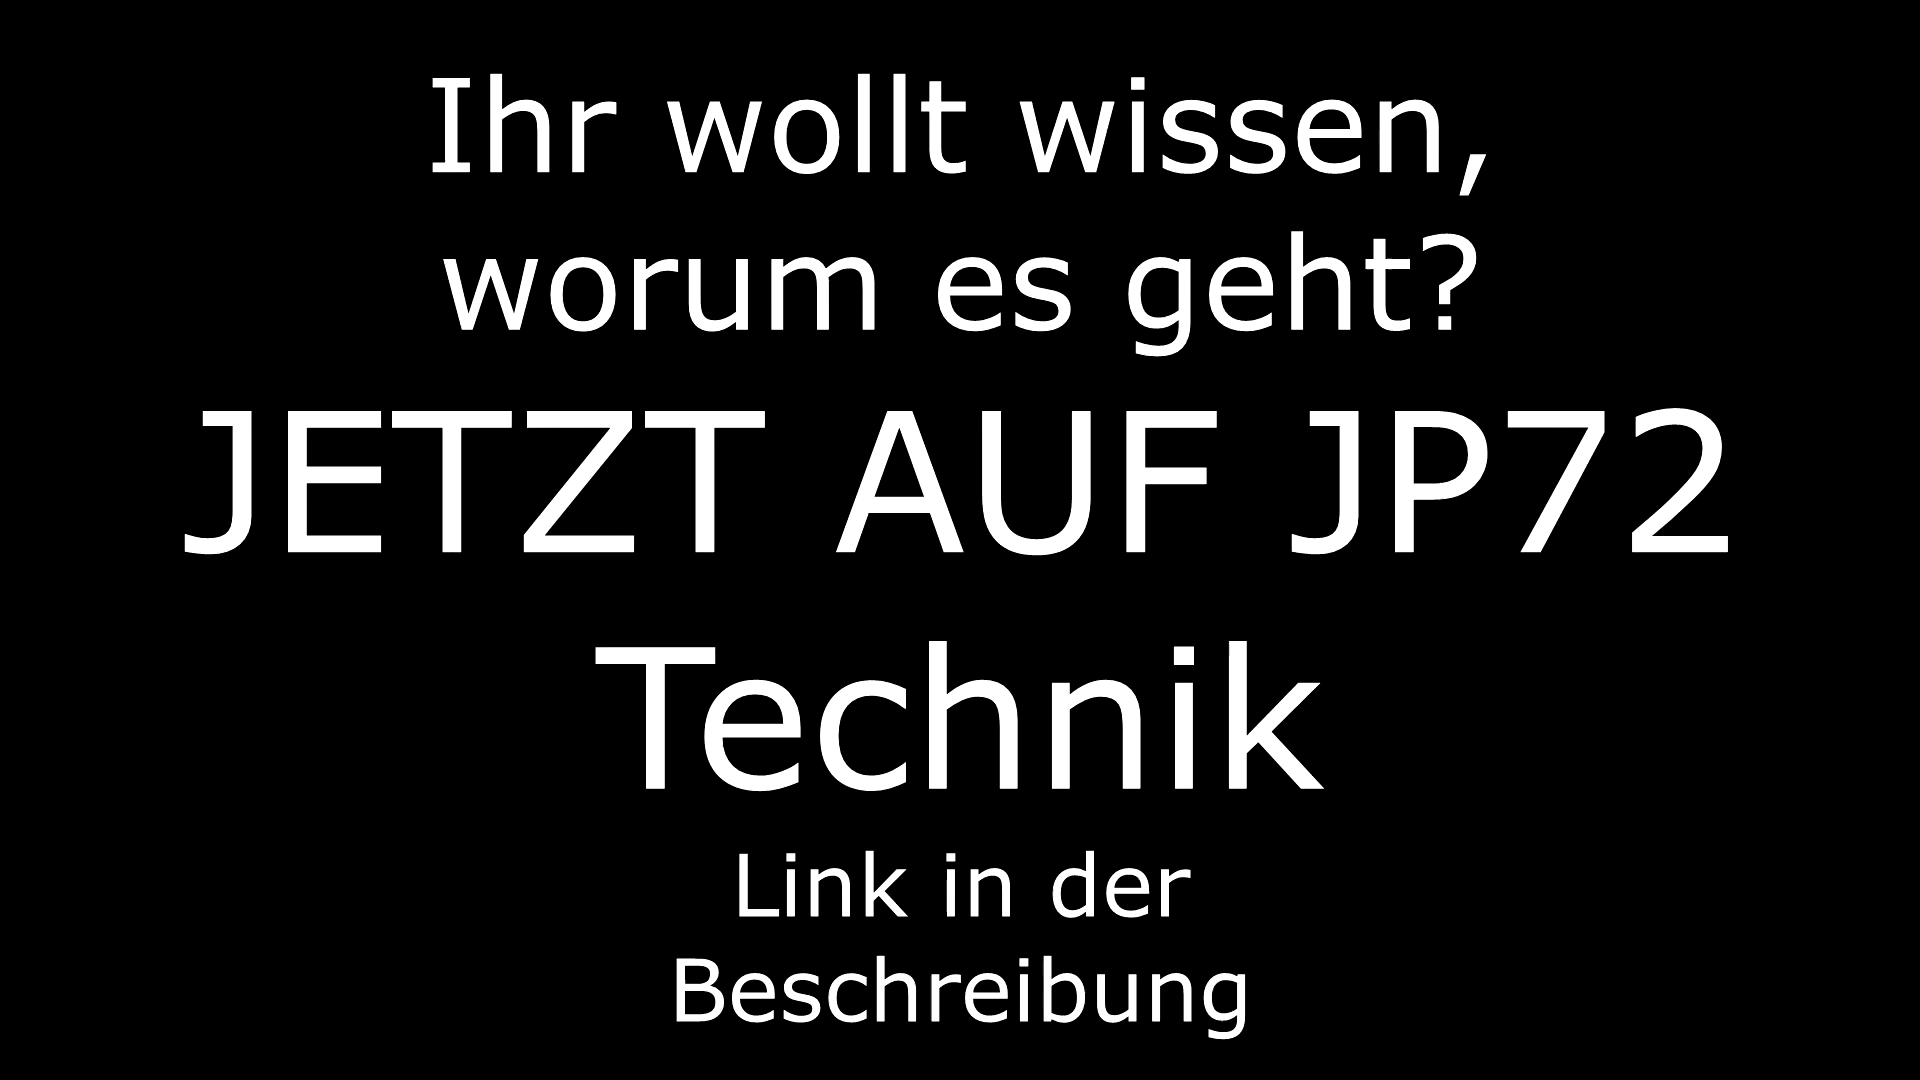 Ihr wollt wissen,
worum es geht?
JETZT AUF JP72
Technik
Link in der
Beschreibung